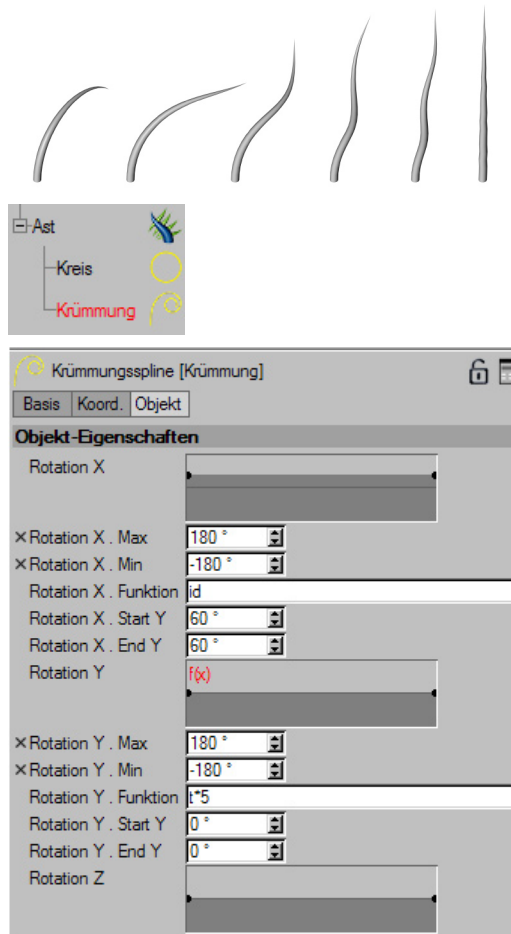 Ast
Kreis
Krümmung
Krümmungsspline [Krümmung]
Basis Koord. Objekt
Objekt-Eigenschaften
Rotation X
×Rotation X . Max 180 °
×Rotation X . Min -180 °
Rotation X . Funktion id
Rotation X . Start Y 60 °
Rotation X . End Y 60 °
Rotation Y f(x)
×Rotation Y . Max 180 °
×Rotation Y . Min -180 °
Rotation Y . Funktion t*5
Rotation Y . Start Y 0 °
Rotation Y . End Y 0 °
Rotation Z